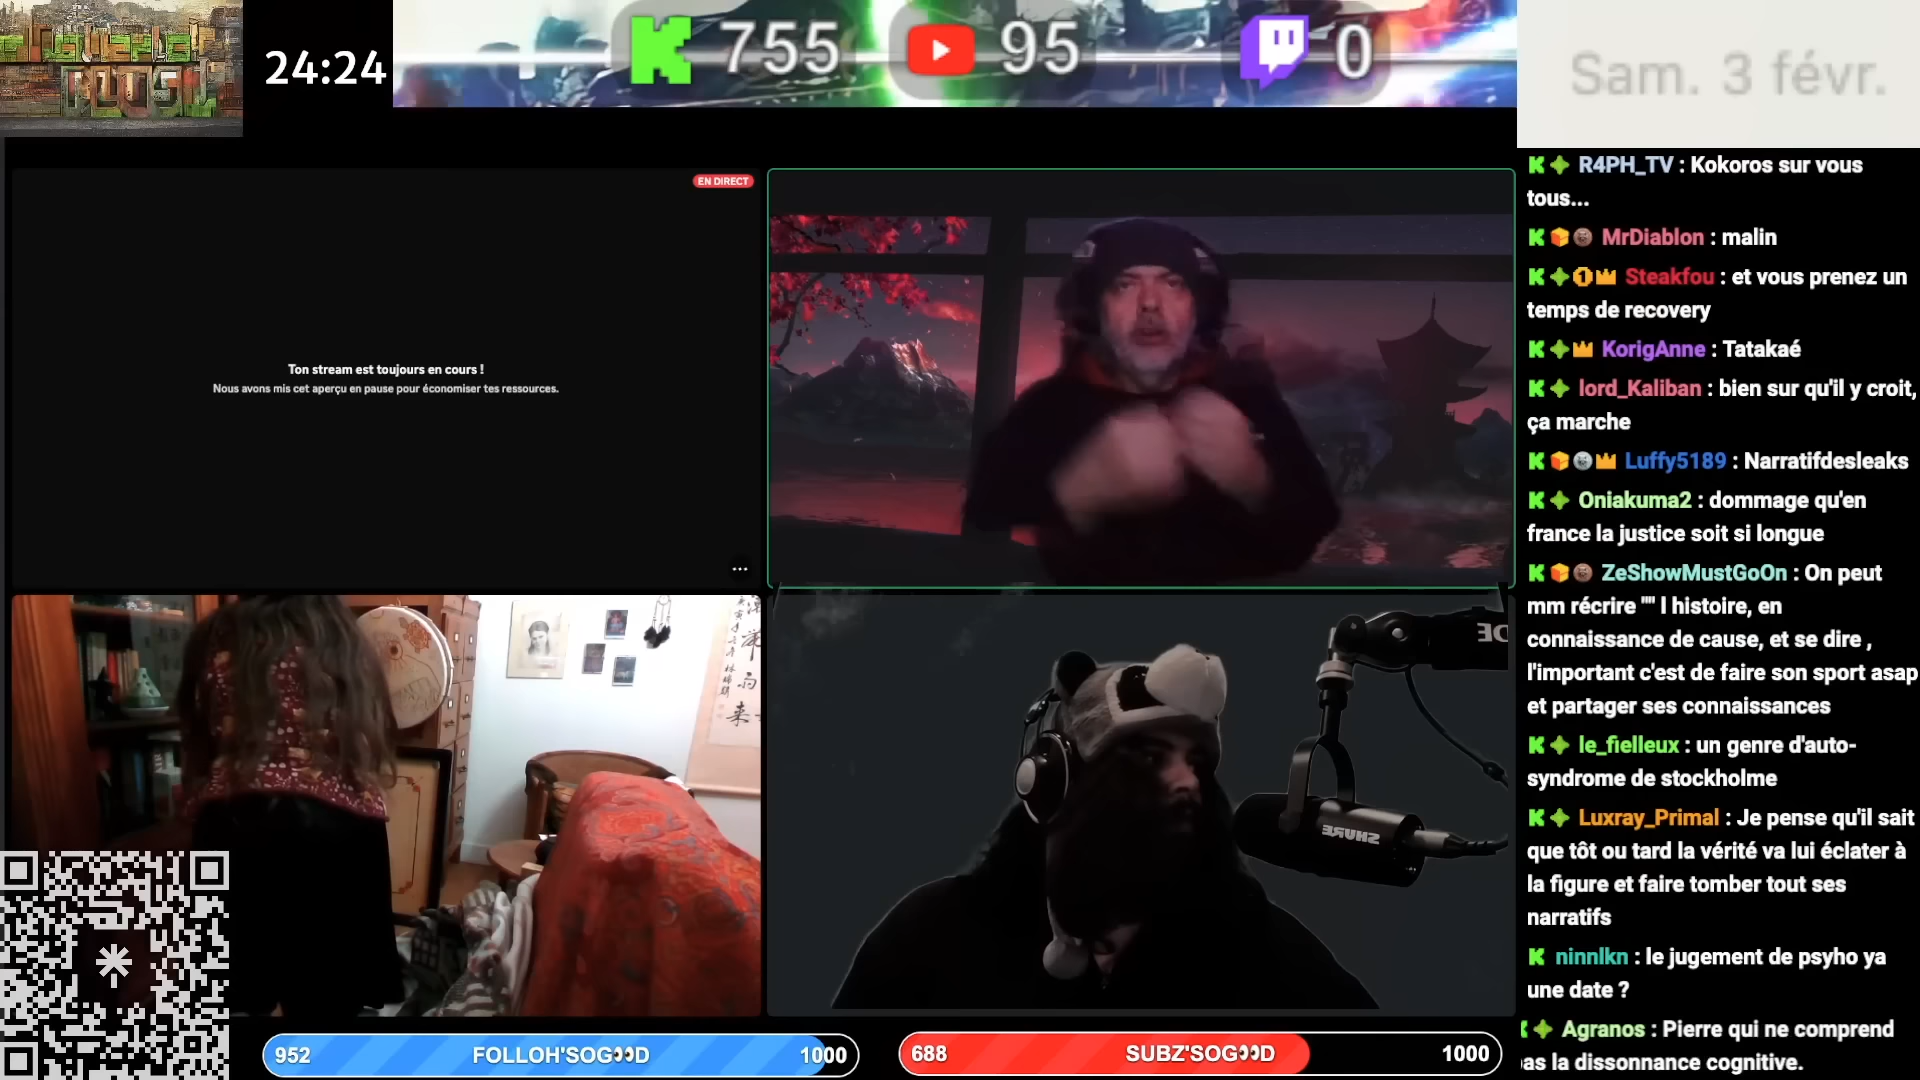 24:24
755
95
0
Sam. 3 févr.
EN DIRECT
Ton stream est toujours en cours !
Nous avons mis cet aperçu en pause pour économiser tes ressources.
R4PH_TV : Kokoros sur vous
tous...
MrDiablon : malin
Steakfou : et vous prenez un
temps de recovery
KorigAnne : Tatakaé
lord_Kaliban : bien sur qu'il y croit,
ça marche
Luffy5189 : Narratifdesleaks
Oniakuma2 : dommage qu'en
france la justice soit si longue
ZeShowMustGoOn : On peut
mm récrire "" l histoire, en
connaissance de cause, et se dire ,
l'important c'est de faire son sport asap
et partager ses connaissances
le_fielleux : un genre d'auto-
syndrome de stockholme
Luxray_Primal : Je pense qu'il sait
que tôt ou tard la vérité va lui éclater à
la figure et faire tomber tout ses
narratifs
ninnlkn : le jugement de psyho ya
une date ?
Agranos : Pierre qui ne comprend
as la dissonnance cognitive.
SHURE
来
952 FOLLOH'SOG👀D 1000
688 SUBZ'SOG👀D 1000